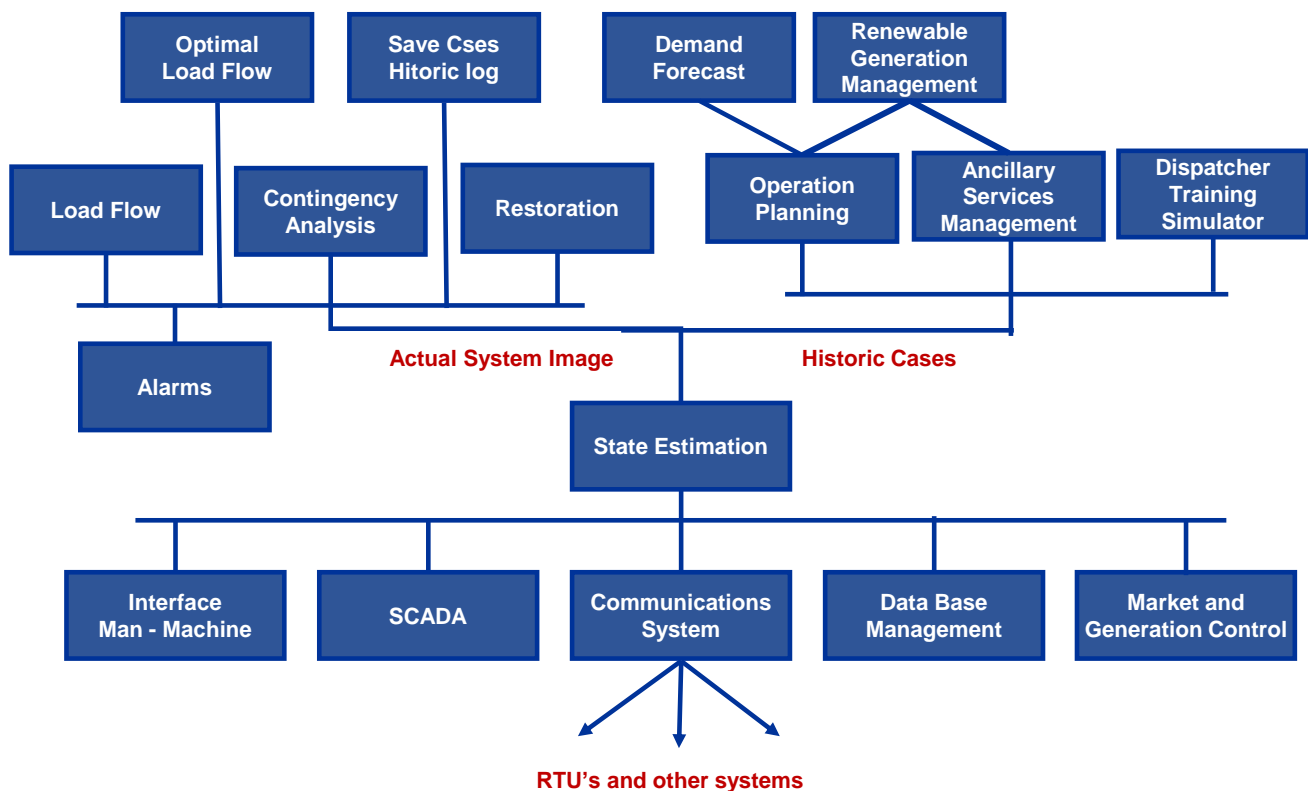 Optimal
Load Flow
Save Cses
Hitoric log
Demand
Forecast
Renewable
Generation
Management
Load Flow
Contingency
Analysis
Restoration
Operation
Planning
Ancillary
Services
Management
Dispatcher
Training
Simulator
Alarms
Actual System Image
Historic Cases
State Estimation
Interface
Man - Machine
SCADA
Communications
System
Data Base
Management
Market and
Generation Control
RTU's and other systems